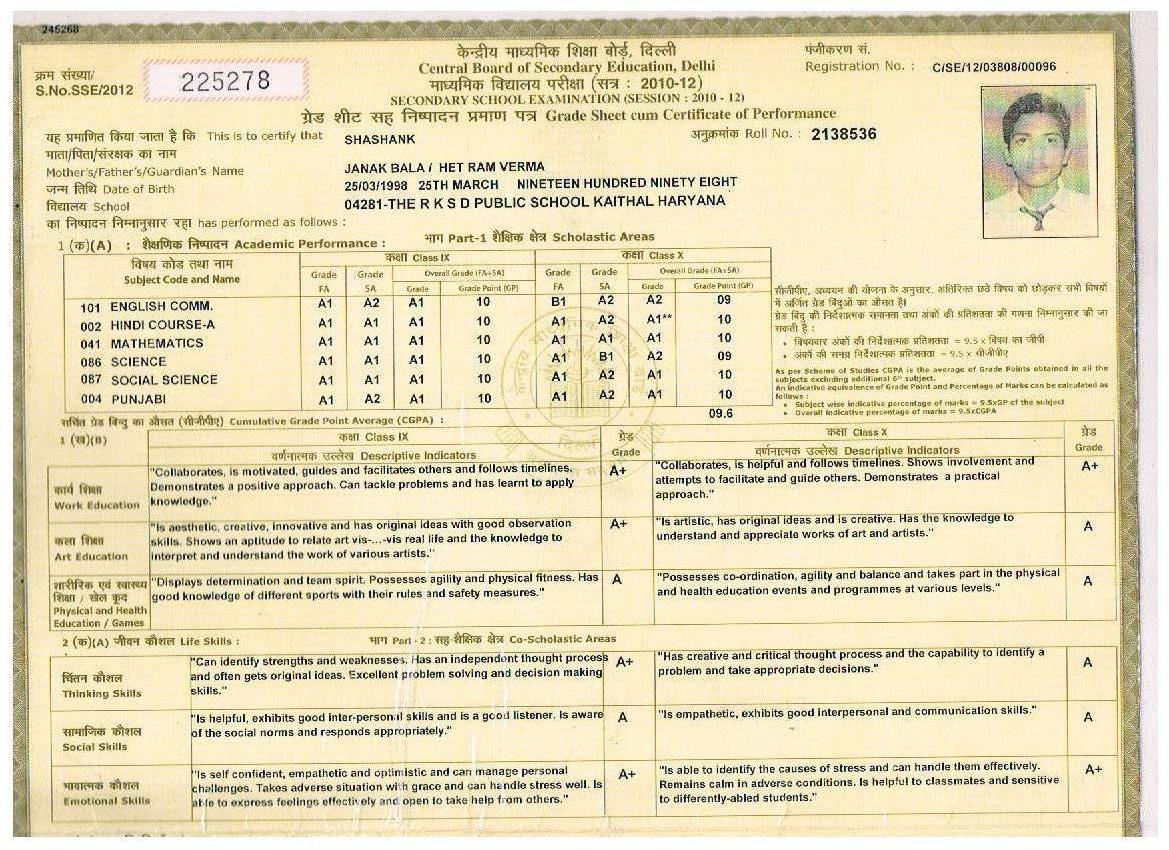 245268
केन्द्रीय माध्यमिक शिक्षा बोर्ड, दिल्ली
पंजीकरण सं.
क्रम संख्या/
S.No.SSE/2012
225278
Central Board of Secondary Education, Delhi
Registration No. : C/SE/12/03808/00096
माध्यमिक विद्यालय परीक्षा (सत्र : 2010-12)
SECONDARY SCHOOL EXAMINATION (SESSION : 2010 - 12)
ग्रेड शीट सह निष्पादन प्रमाण पत्र Grade Sheet cum Certificate of Performance
यह प्रमाणित किया जाता है कि This is to certify that SHASHANK
अनुक्रमांक Roll No. : 2138536
माता/पिता/संरक्षक का नाम
Mother's/Father's/Guardian's Name JANAK BALA / HET RAM VERMA
जन्म तिथि Date of Birth 25/03/1998 25TH MARCH NINETEEN HUNDRED NINETY EIGHT
विद्यालय School 04281-THE R K S D PUBLIC SCHOOL KAITHAL HARYANA
का निष्पादन निम्नानुसार रहा has performed as follows :
भाग Part-1 शैक्षिक क्षेत्र Scholastic Areas
1 (क)(A) : शैक्षणिक निष्पादन Academic Performance :
विषय कोड तथा नाम
Subject Code and Name
कक्षा Class IX
कक्षा Class X
Grade FA Grade SA Overall Grade (FA+SA) Grade FA Grade SA Overall Grade (FA+SA)
Grade Grade Point (GP) Grade Grade Point (GP)
101 ENGLISH COMM. A1 A2 A1 10 B1 A2 A2 09
002 HINDI COURSE-A A1 A1 A1 10 A1 A2 A1** 10
041 MATHEMATICS A1 A1 A1 10 A1 A1 A1 10
086 SCIENCE A1 A1 A1 10 A1 B1 A2 09
087 SOCIAL SCIENCE A1 A1 A1 10 A1 A2 A1 10
004 PUNJABI A1 A2 A1 10 A1 A2 A1 10
सीजीपीए, अध्ययन की योजना के अनुसार, अतिरिक्त छठे विषय को छोड़कर सभी विषयों
में अर्जित ग्रेड बिंदुओं का औसत है।
ग्रेड बिंदु की निर्देशात्मक समानता तथा अंकों की प्रतिशतता की गणना निम्नानुसार की जा
सकती है :
• विषयवार अंकों की निर्देशात्मक प्रतिशतता = 9.5 x विषय का जीपी
• अंकों की समग्र निर्देशात्मक प्रतिशतता = 9.5 x सीजीपीए
As per Scheme of Studies CGPA is the average of Grade Points obtained in all the
subjects excluding additional 6th subject.
An indicative equivalence of Grade Point and Percentage of Marks can be calculated as
follows :
• Subject wise indicative percentage of marks = 9.5xGP of the subject
• Overall indicative percentage of marks = 9.5xCGPA
संचित ग्रेड बिन्दु का औसत (सीजीपीए) Cumulative Grade Point Average (CGPA) : 09.6
1 (ख)(B)
कक्षा Class IX
ग्रेड
Grade
कक्षा Class X
ग्रेड
Grade
वर्णनात्मक उल्लेख Descriptive Indicators
वर्णनात्मक उल्लेख Descriptive Indicators
कार्य शिक्षा
Work Education
"Collaborates, is motivated, guides and facilitates others and follows timelines.
Demonstrates a positive approach. Can tackle problems and has learnt to apply
knowledge."
A+
"Collaborates, is helpful and follows timelines. Shows involvement and
attempts to facilitate and guide others. Demonstrates a practical
approach."
A+
कला शिक्षा
Art Education
"Is aesthetic, creative, innovative and has original ideas with good observation
skills. Shows an aptitude to relate art vis-...-vis real life and the knowledge to
interpret and understand the work of various artists."
A+
"Is artistic, has original ideas and is creative. Has the knowledge to
understand and appreciate works of art and artists."
A
शारीरिक एवं स्वास्थ्य
शिक्षा / खेल कूद
Physical and Health
Education / Games
"Displays determination and team spirit. Possesses agility and physical fitness. Has
good knowledge of different sports with their rules and safety measures."
A
"Possesses co-ordination, agility and balance and takes part in the physical
and health education events and programmes at various levels."
A
2 (क)(A) जीवन कौशल Life Skills :
भाग Part - 2 : सह-शैक्षिक क्षेत्र Co-Scholastic Areas
चिंतन कौशल
Thinking Skills
"Can identify strengths and weaknesses. Has an independent thought process
and often gets original ideas. Excellent problem solving and decision making
skills."
A+
"Has creative and critical thought process and the capability to identify a
problem and take appropriate decisions."
A
सामाजिक कौशल
Social Skills
"Is helpful, exhibits good inter-personal skills and is a good listener. Is aware
of the social norms and responds appropriately."
A
"Is empathetic, exhibits good interpersonal and communication skills."
A
भावात्मक कौशल
Emotional Skills
"Is self confident, empathetic and optimistic and can manage personal
challenges. Takes adverse situation with grace and can handle stress well. Is
able to express feelings effectively and open to take help from others."
A+
"Is able to identify the causes of stress and can handle them effectively.
Remains calm in adverse conditions. Is helpful to classmates and sensitive
to differently-abled students."
A+